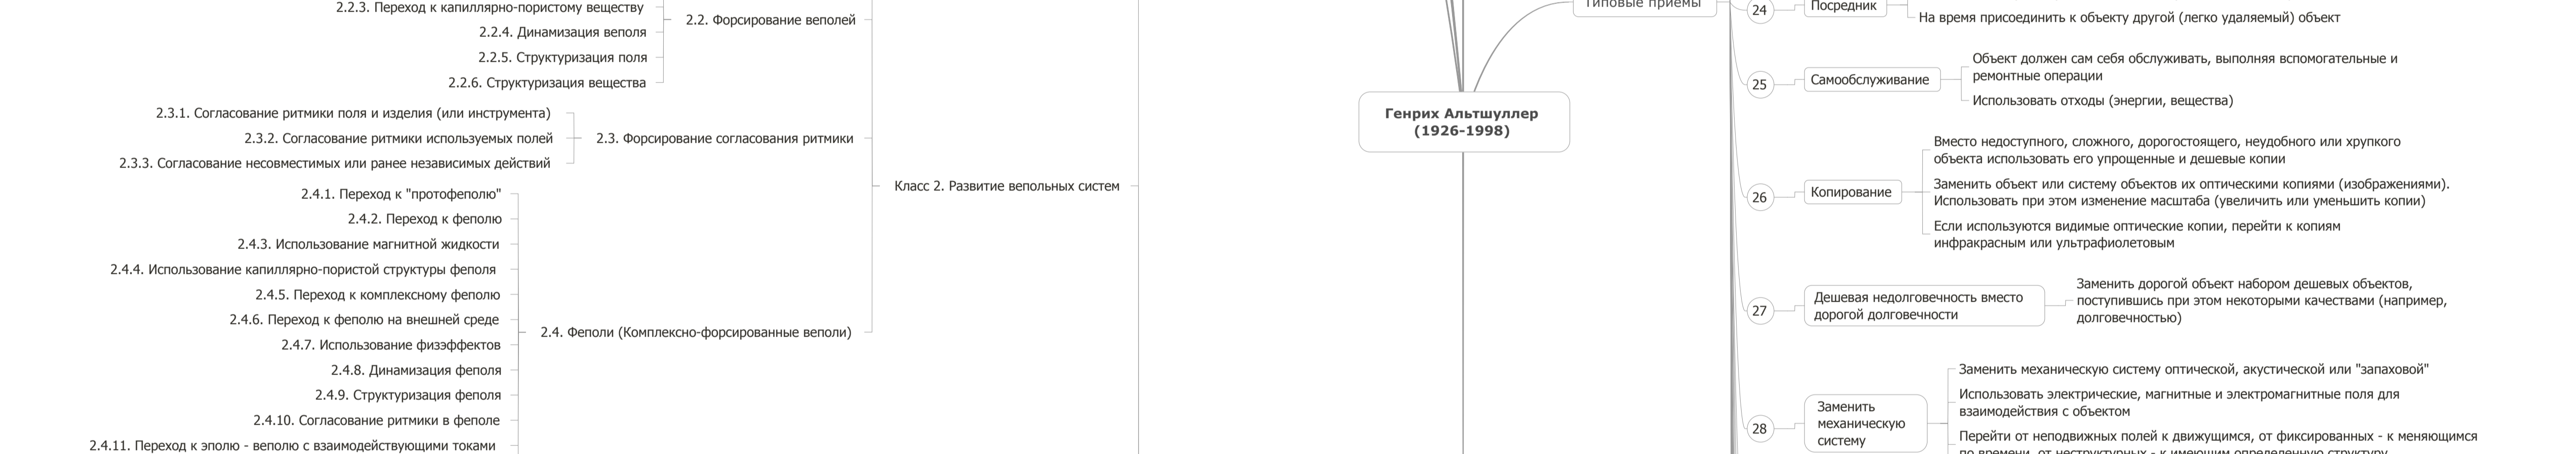 2.2.3. Переход к капиллярно-пористому веществу
2.2.4. Динамизация веполя
2.2.5. Структуризация поля
2.2.6. Структуризация вещества
2.2. Форсирование веполей
2.3.1. Согласование ритмики поля и изделия (или инструмента)
2.3.2. Согласование ритмики используемых полей
2.3.3. Согласование несовместимых или ранее независимых действий
2.3. Форсирование согласования ритмики
2.4.1. Переход к "протофеполю"
2.4.2. Переход к феполю
2.4.3. Использование магнитной жидкости
2.4.4. Использование капиллярно-пористой структуры феполя
2.4.5. Переход к комплексному феполю
2.4.6. Переход к феполю на внешней среде
2.4.7. Использование физэффектов
2.4.8. Динамизация феполя
2.4.9. Структуризация феполя
2.4.10. Согласование ритмики в феполе
2.4.11. Переход к эполю - веполю с взаимодействующими токами
2.4. Феполи (Комплексно-форсированные веполи)
Класс 2. Развитие вепольных систем
Генрих Альтшуллер
(1926-1998)
Типовые приемы
24
Посредник
На время присоединить к объекту другой (легко удаляемый) объект
25
Самообслуживание
Объект должен сам себя обслуживать, выполняя вспомогательные и
ремонтные операции
Использовать отходы (энергии, вещества)
26
Копирование
Вместо недоступного, сложного, дорогостоящего, неудобного или хрупкого
объекта использовать его упрощенные и дешевые копии
Заменить объект или систему объектов их оптическими копиями (изображениями).
Использовать при этом изменение масштаба (увеличить или уменьшить копии)
Если используются видимые оптические копии, перейти к копиям
инфракрасным или ультрафиолетовым
27
Дешевая недолговечность вместо
дорогой долговечности
Заменить дорогой объект набором дешевых объектов,
поступившись при этом некоторыми качествами (например,
долговечностью)
28
Заменить
механическую
систему
Заменить механическую систему оптической, акустической или "запаховой"
Использовать электрические, магнитные и электромагнитные поля для
взаимодействия с объектом
Перейти от неподвижных полей к движущимся, от фиксированных - к меняющимся
по времени, от неструктурных - к имеющим определенную структуру